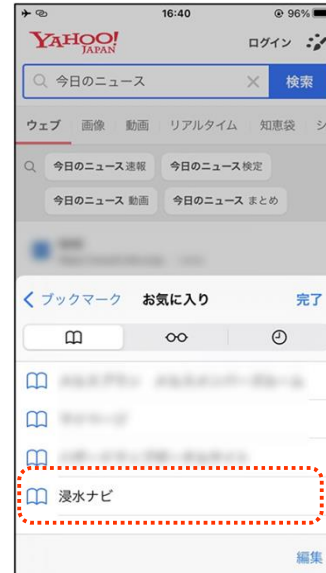 16:40 96%
YAHOO!
JAPAN
ログイン
今日のニュース 検索
ウェブ 画像 動画 リアルタイム 知恵袋
今日のニュース速報 今日のニュース検定
今日のニュース 動画 今日のニュース まとめ
ブックマーク お気に入り 完了
浸水ナビ
編集